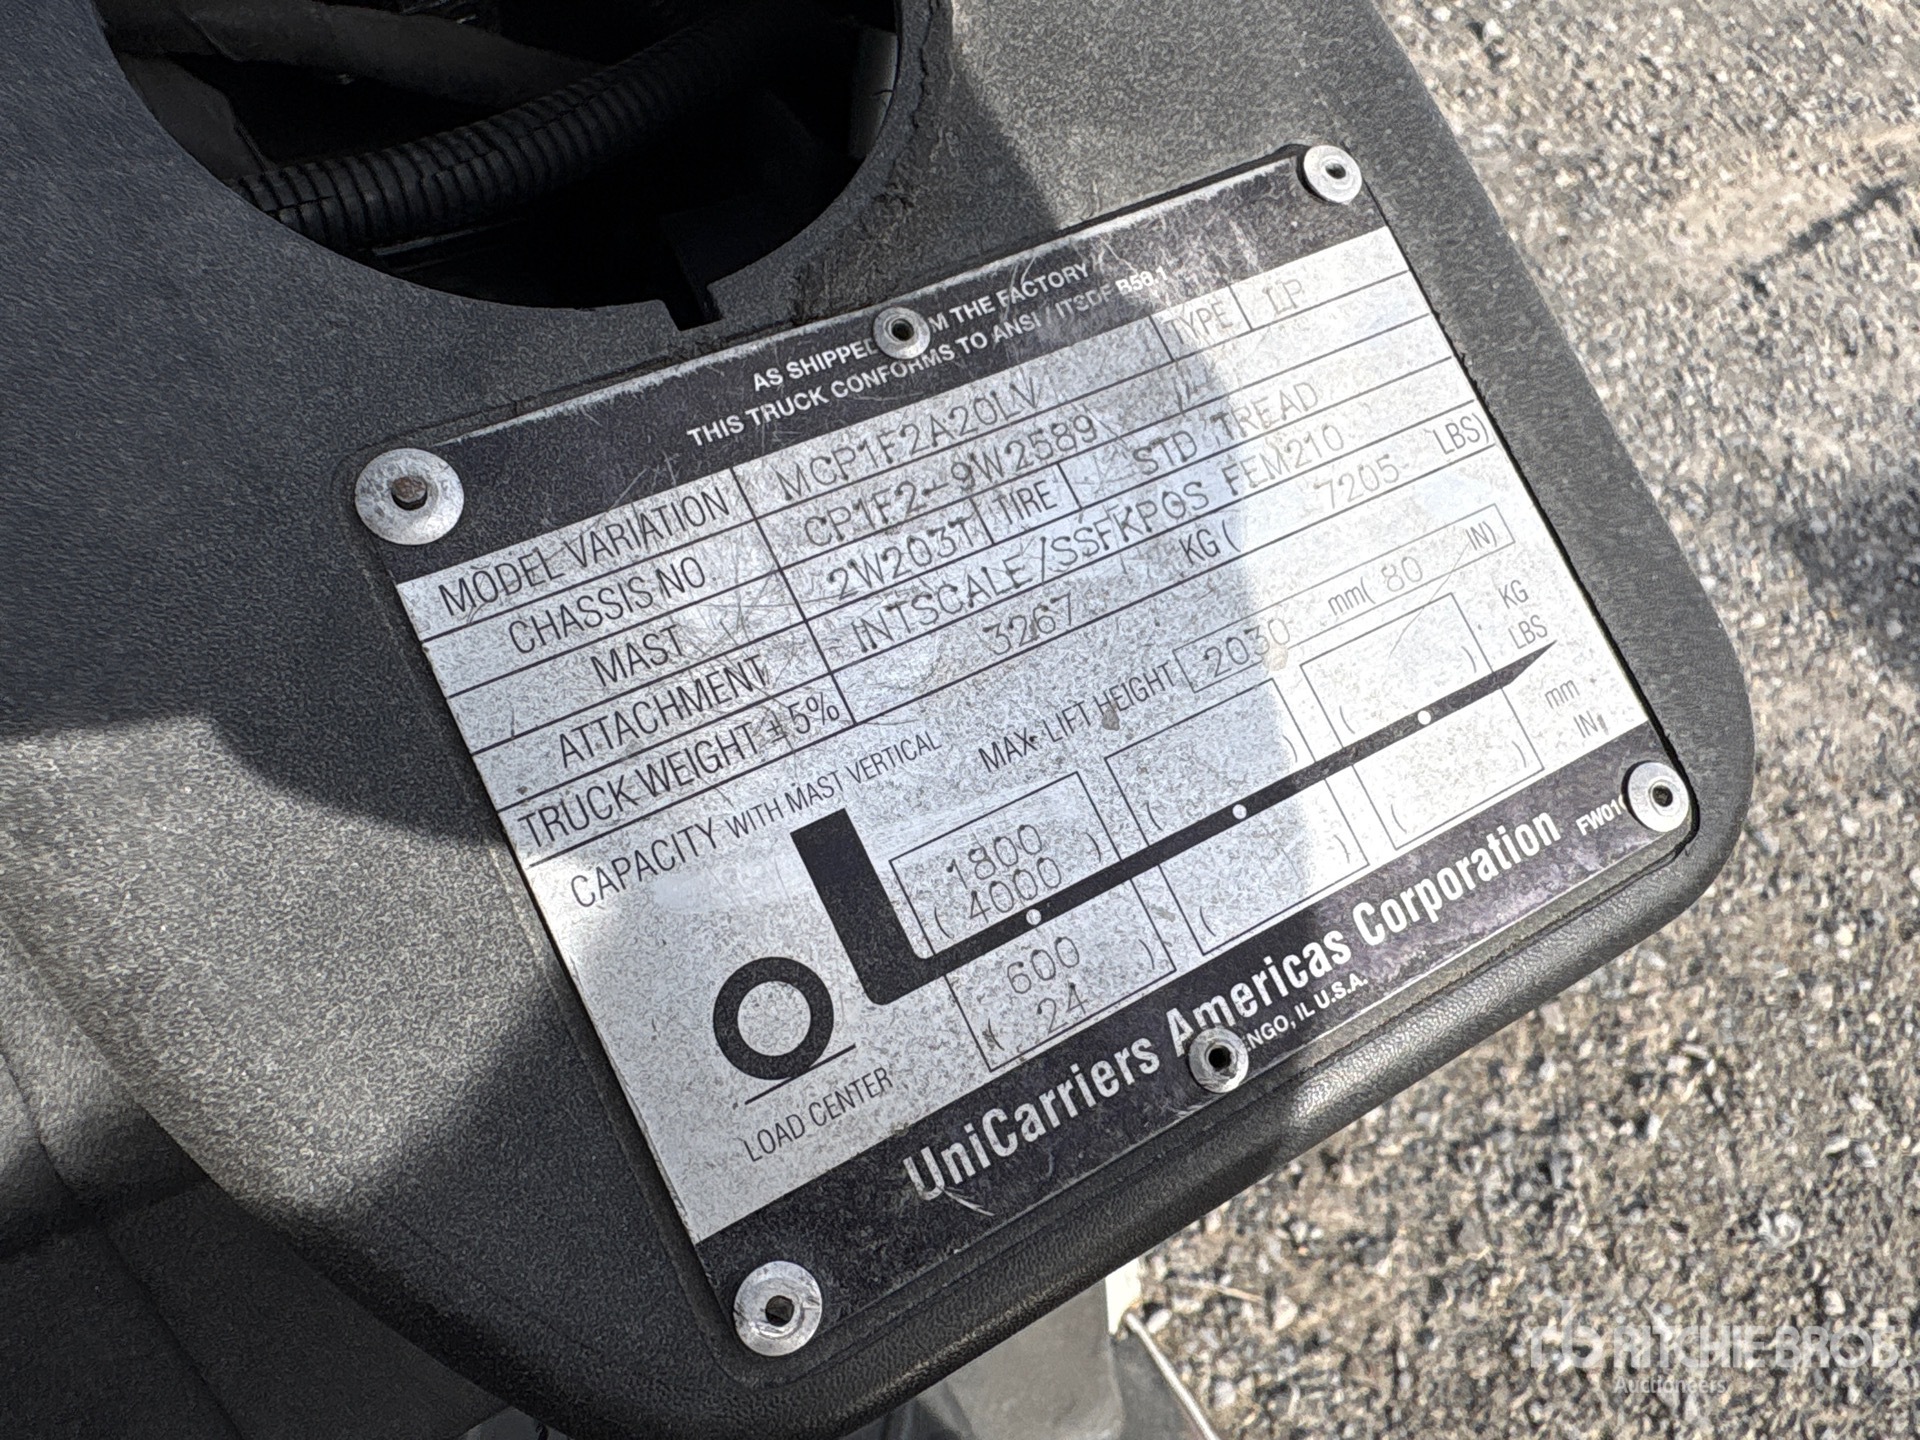 AS SHIPPED M THE FACTORY
THIS TRUCK CONFORMS TO ANSI / ITSDF B56.1
MODEL VARIATION MCP1F2A20LV TYPE LP
CHASSIS NO. CP1F2-9W2589
MAST 2W203T TIRE STD TREAD
ATTACHMENT INTSCALE/SSFKPGS FEM210
TRUCK WEIGHT ± 5% 3267 KG( 7205 LBS)
CAPACITY WITH MAST VERTICAL MAX. LIFT HEIGHT 2030 mm( 80 IN)
1800 KG
( 4000 ) ( ) ( ) LBS
600 mm
( 24 ) ( ) ( ) IN
LOAD CENTER
UniCarriers Americas Corporation FW01
ENGO, IL U.S.A.
RITCHIE BROS.
Auctioneers